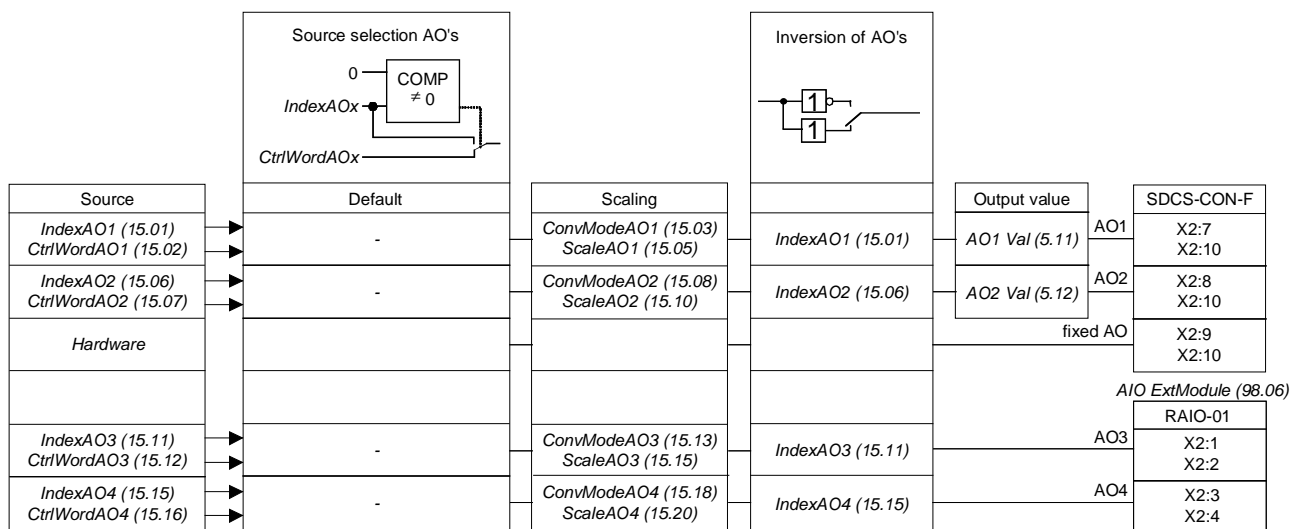 Source selection AO's
0
COMP
≠ 0
IndexAOx
CtrlWordAOx
Inversion of AO's
1
1
Source
Default
Scaling
Output value
SDCS-CON-F
IndexAO1 (15.01)
CtrlWordAO1 (15.02)
-
ConvModeAO1 (15.03)
ScaleAO1 (15.05)
IndexAO1 (15.01)
AO1 Val (5.11)
AO1
X2:7
X2:10
IndexAO2 (15.06)
CtrlWordAO2 (15.07)
-
ConvModeAO2 (15.08)
ScaleAO2 (15.10)
IndexAO2 (15.06)
AO2 Val (5.12)
AO2
X2:8
X2:10
Hardware
fixed AO
X2:9
X2:10
AIO ExtModule (98.06)
RAIO-01
IndexAO3 (15.11)
CtrlWordAO3 (15.12)
-
ConvModeAO3 (15.13)
ScaleAO3 (15.15)
IndexAO3 (15.11)
AO3
X2:1
X2:2
IndexAO4 (15.15)
CtrlWordAO4 (15.16)
-
ConvModeAO4 (15.18)
ScaleAO4 (15.20)
IndexAO4 (15.15)
AO4
X2:3
X2:4